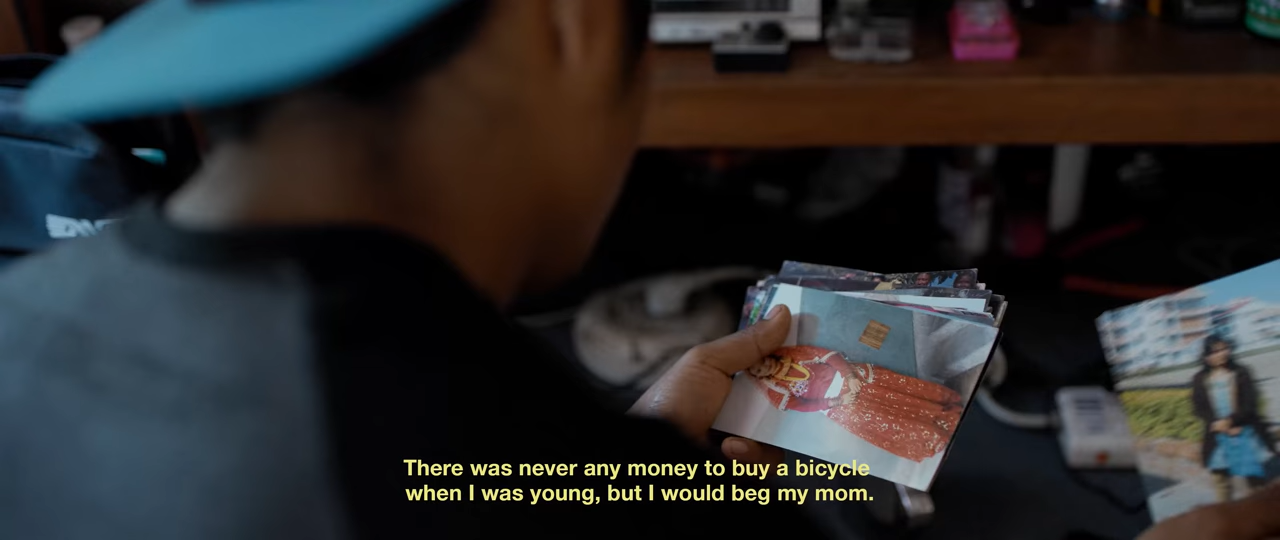 There was never any money to buy a bicycle
when I was young, but I would beg my mom.